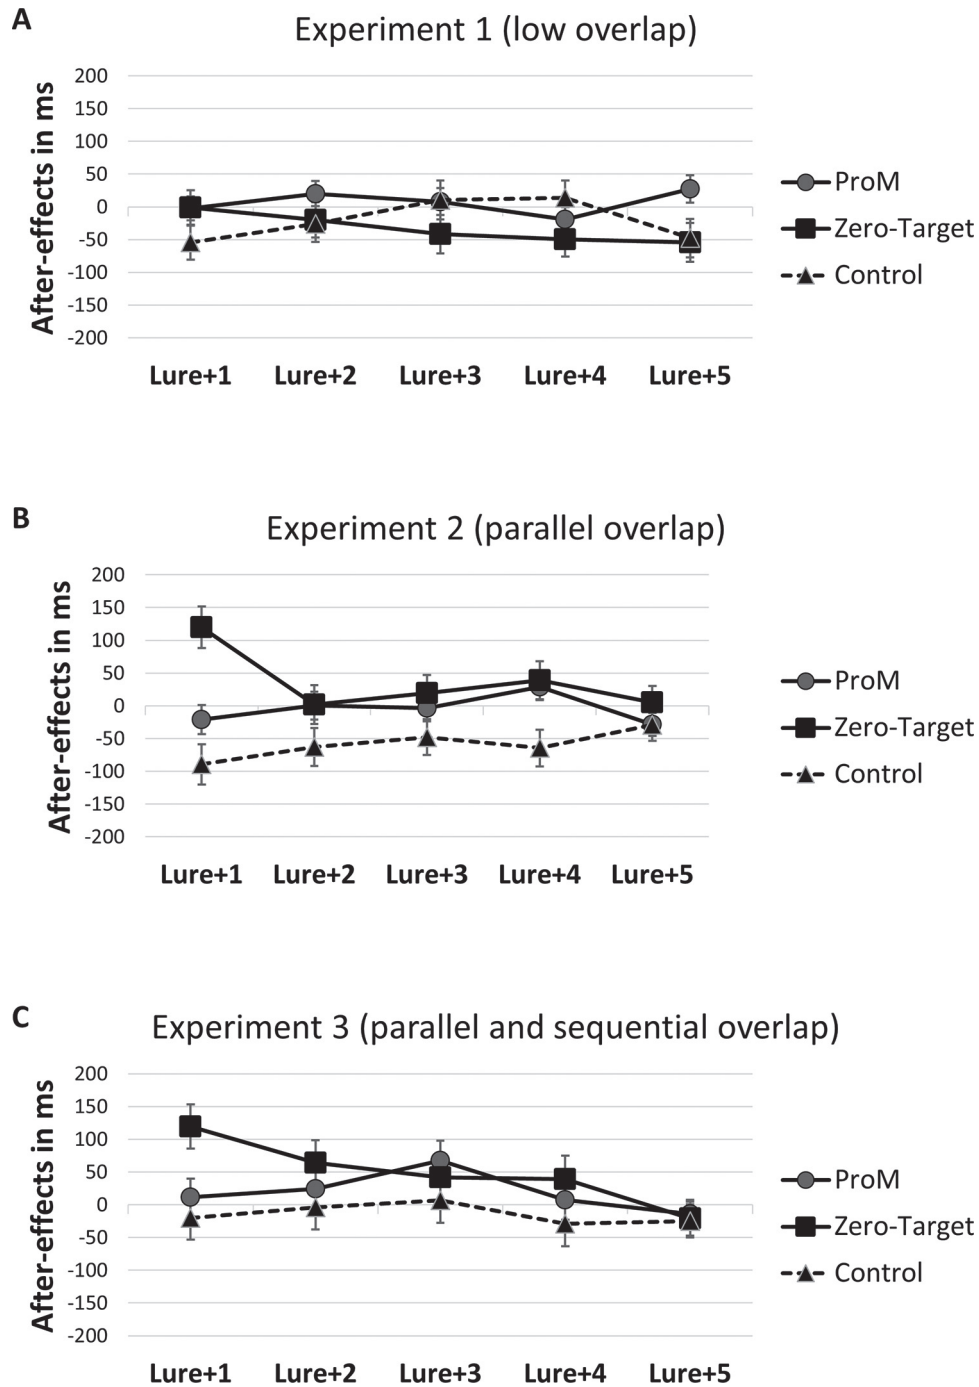 A
Experiment 1 (low overlap)
After-effects in ms
200
150
100
50
0
-50
-100
-150
-200
Lure+1 Lure+2 Lure+3 Lure+4 Lure+5
ProM
Zero-Target
Control
B
Experiment 2 (parallel overlap)
After-effects in ms
200
150
100
50
0
-50
-100
-150
-200
Lure+1 Lure+2 Lure+3 Lure+4 Lure+5
ProM
Zero-Target
Control
C
Experiment 3 (parallel and sequential overlap)
After-effects in ms
200
150
100
50
0
-50
-100
-150
-200
Lure+1 Lure+2 Lure+3 Lure+4 Lure+5
ProM
Zero-Target
Control